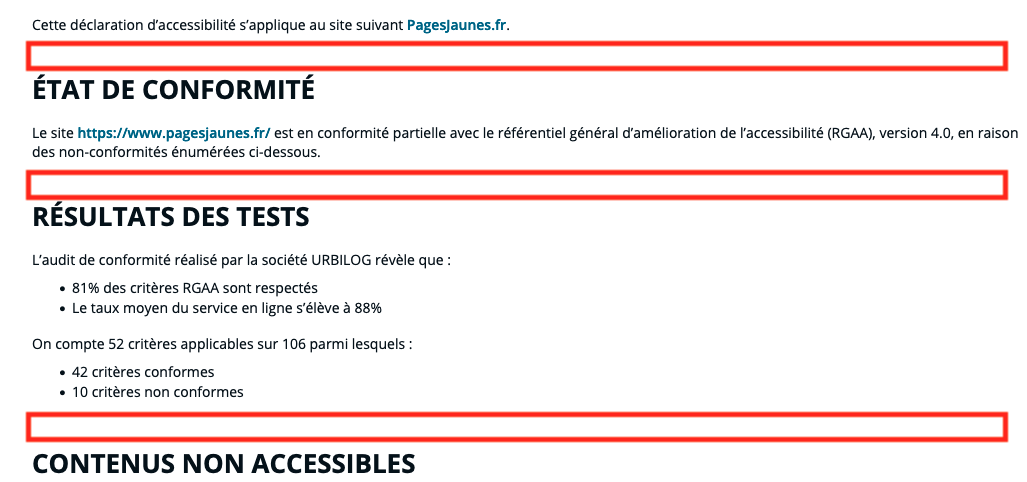 Cette déclaration d’accessibilité s’applique au site suivant PagesJaunes.fr.
ÉTAT DE CONFORMITÉ
Le site https://www.pagesjaunes.fr/ est en conformité partielle avec le référentiel général d’amélioration de l’accessibilité (RGAA), version 4.0, en raison
des non-conformités énumérées ci-dessous.
RÉSULTATS DES TESTS
L’audit de conformité réalisé par la société URBILOG révèle que :
• 81% des critères RGAA sont respectés
• Le taux moyen du service en ligne s’élève à 88%
On compte 52 critères applicables sur 106 parmi lesquels :
• 42 critères conformes
• 10 critères non conformes
CONTENUS NON ACCESSIBLES